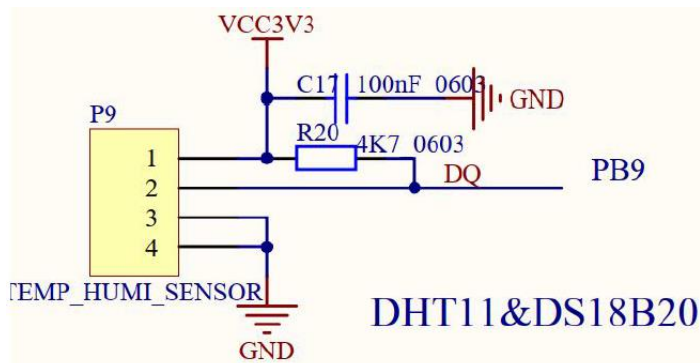 VCC3V3
C17 100nF 0603
GND
P9
R20
4K7 0603
1
2
3
4
DQ
PB9
TEMP_HUMI_SENSOR
DHT11&DS18B20
GND